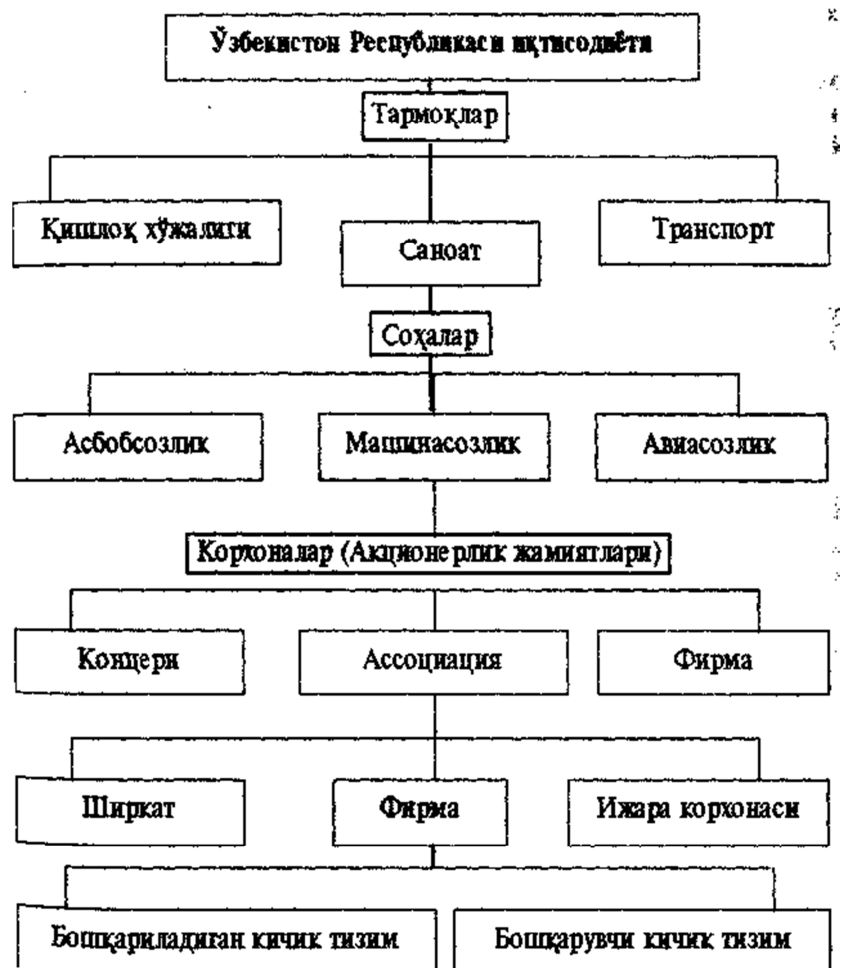 Ўзбекистон Республикаси иқтисодиёти
Тармоқлар
Қишлоқ хўжалиги
Саноат
Транспорт
Соҳалар
Асбобсозлик
Машинасозлик
Авиасозлик
Корхоналар (Акционерлик жамиятлари)
Концери
Ассоциация
Фирма
Ширкат
Фирма
Ижара корхонаси
Бошқариладиган кичик тизим
Бошқарувчи кичик тизим